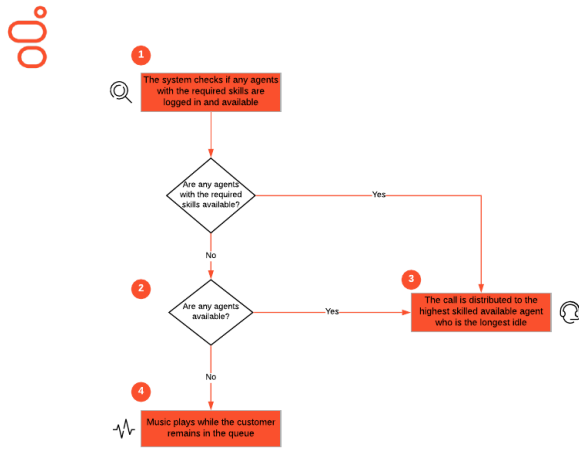 1
The system checks if any agents
with the required skills are
logged in and available
Are any agents
with the required
skills available?
Yes
No
2
Are any agents
available?
Yes
3
The call is distributed to the
highest skilled available agent
who is the longest idle
No
4
Music plays while the customer
remains in the queue